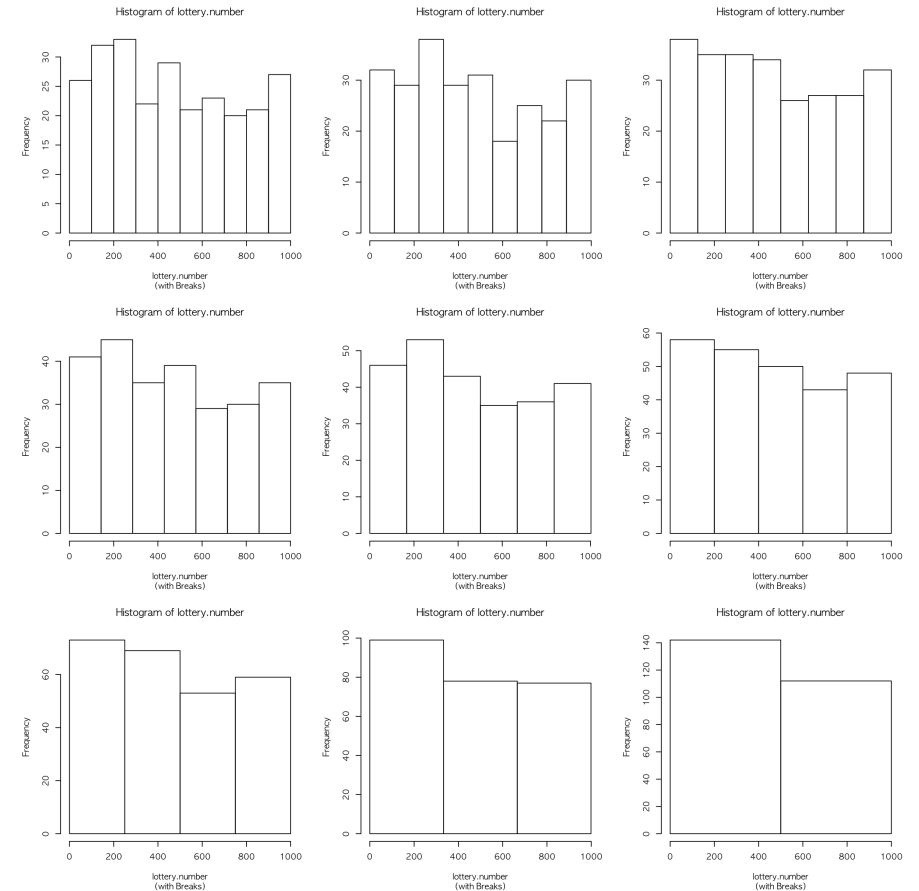 Histogram of lottery.number
Histogram of lottery.number
Histogram of lottery.number
Frequency
0 5 10 15 20 25 30
0 200 400 600 800 1000
lottery.number
(with Breaks)
Frequency
0 10 20 30
0 200 400 600 800 1000
lottery.number
(with Breaks)
Frequency
0 10 20 30
0 200 400 600 800 1000
lottery.number
(with Breaks)
Histogram of lottery.number
Histogram of lottery.number
Histogram of lottery.number
Frequency
0 10 20 30 40
0 200 400 600 800 1000
lottery.number
(with Breaks)
Frequency
0 10 20 30 40 50
0 200 400 600 800 1000
lottery.number
(with Breaks)
Frequency
0 10 20 30 40 50 60
0 200 400 600 800 1000
lottery.number
(with Breaks)
Histogram of lottery.number
Histogram of lottery.number
Histogram of lottery.number
Frequency
0 20 40 60
0 200 400 600 800 1000
lottery.number
(with Breaks)
Frequency
0 20 40 60 80 100
0 200 400 600 800 1000
lottery.number
(with Breaks)
Frequency
0 20 40 60 80 100 120 140
0 200 400 600 800 1000
lottery.number
(with Breaks)